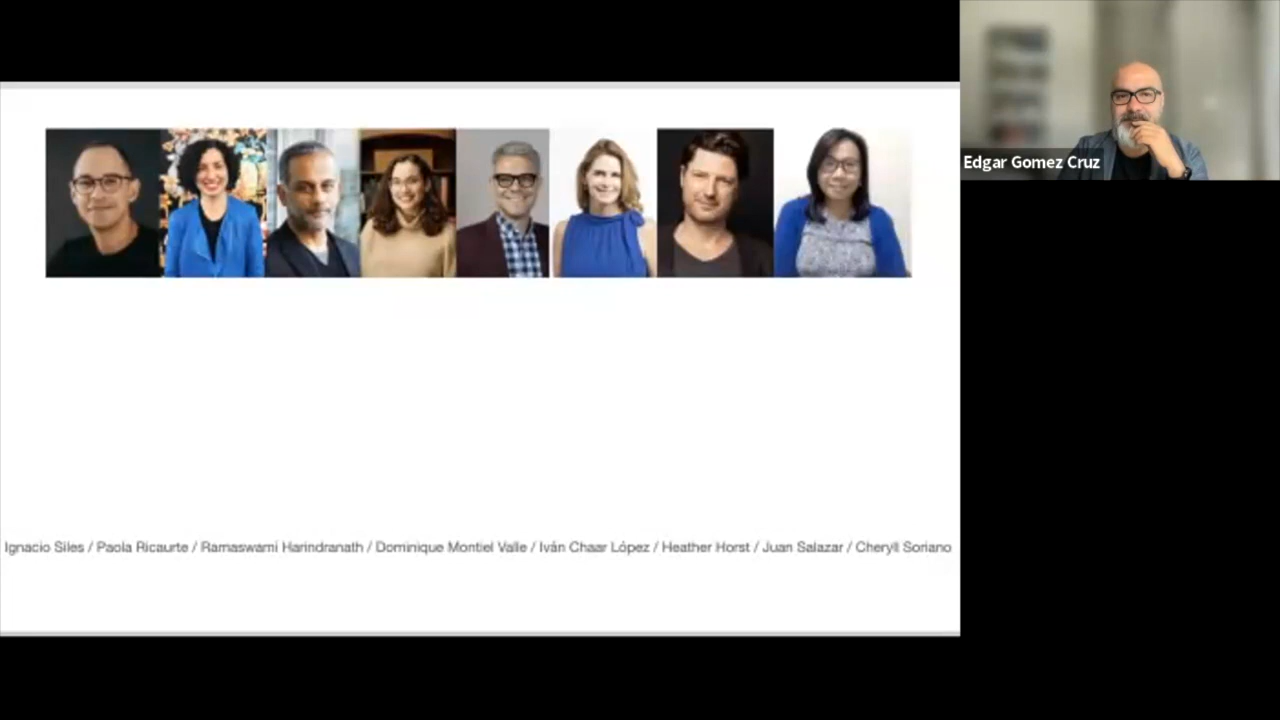 Edgar Gomez Cruz
Ignacio Siles / Paola Ricaurte / Ramaswami Harindranath / Dominique Montiel Valle / Iván Chaar López / Heather Horst / Juan Salazar / Cheryll Soriano